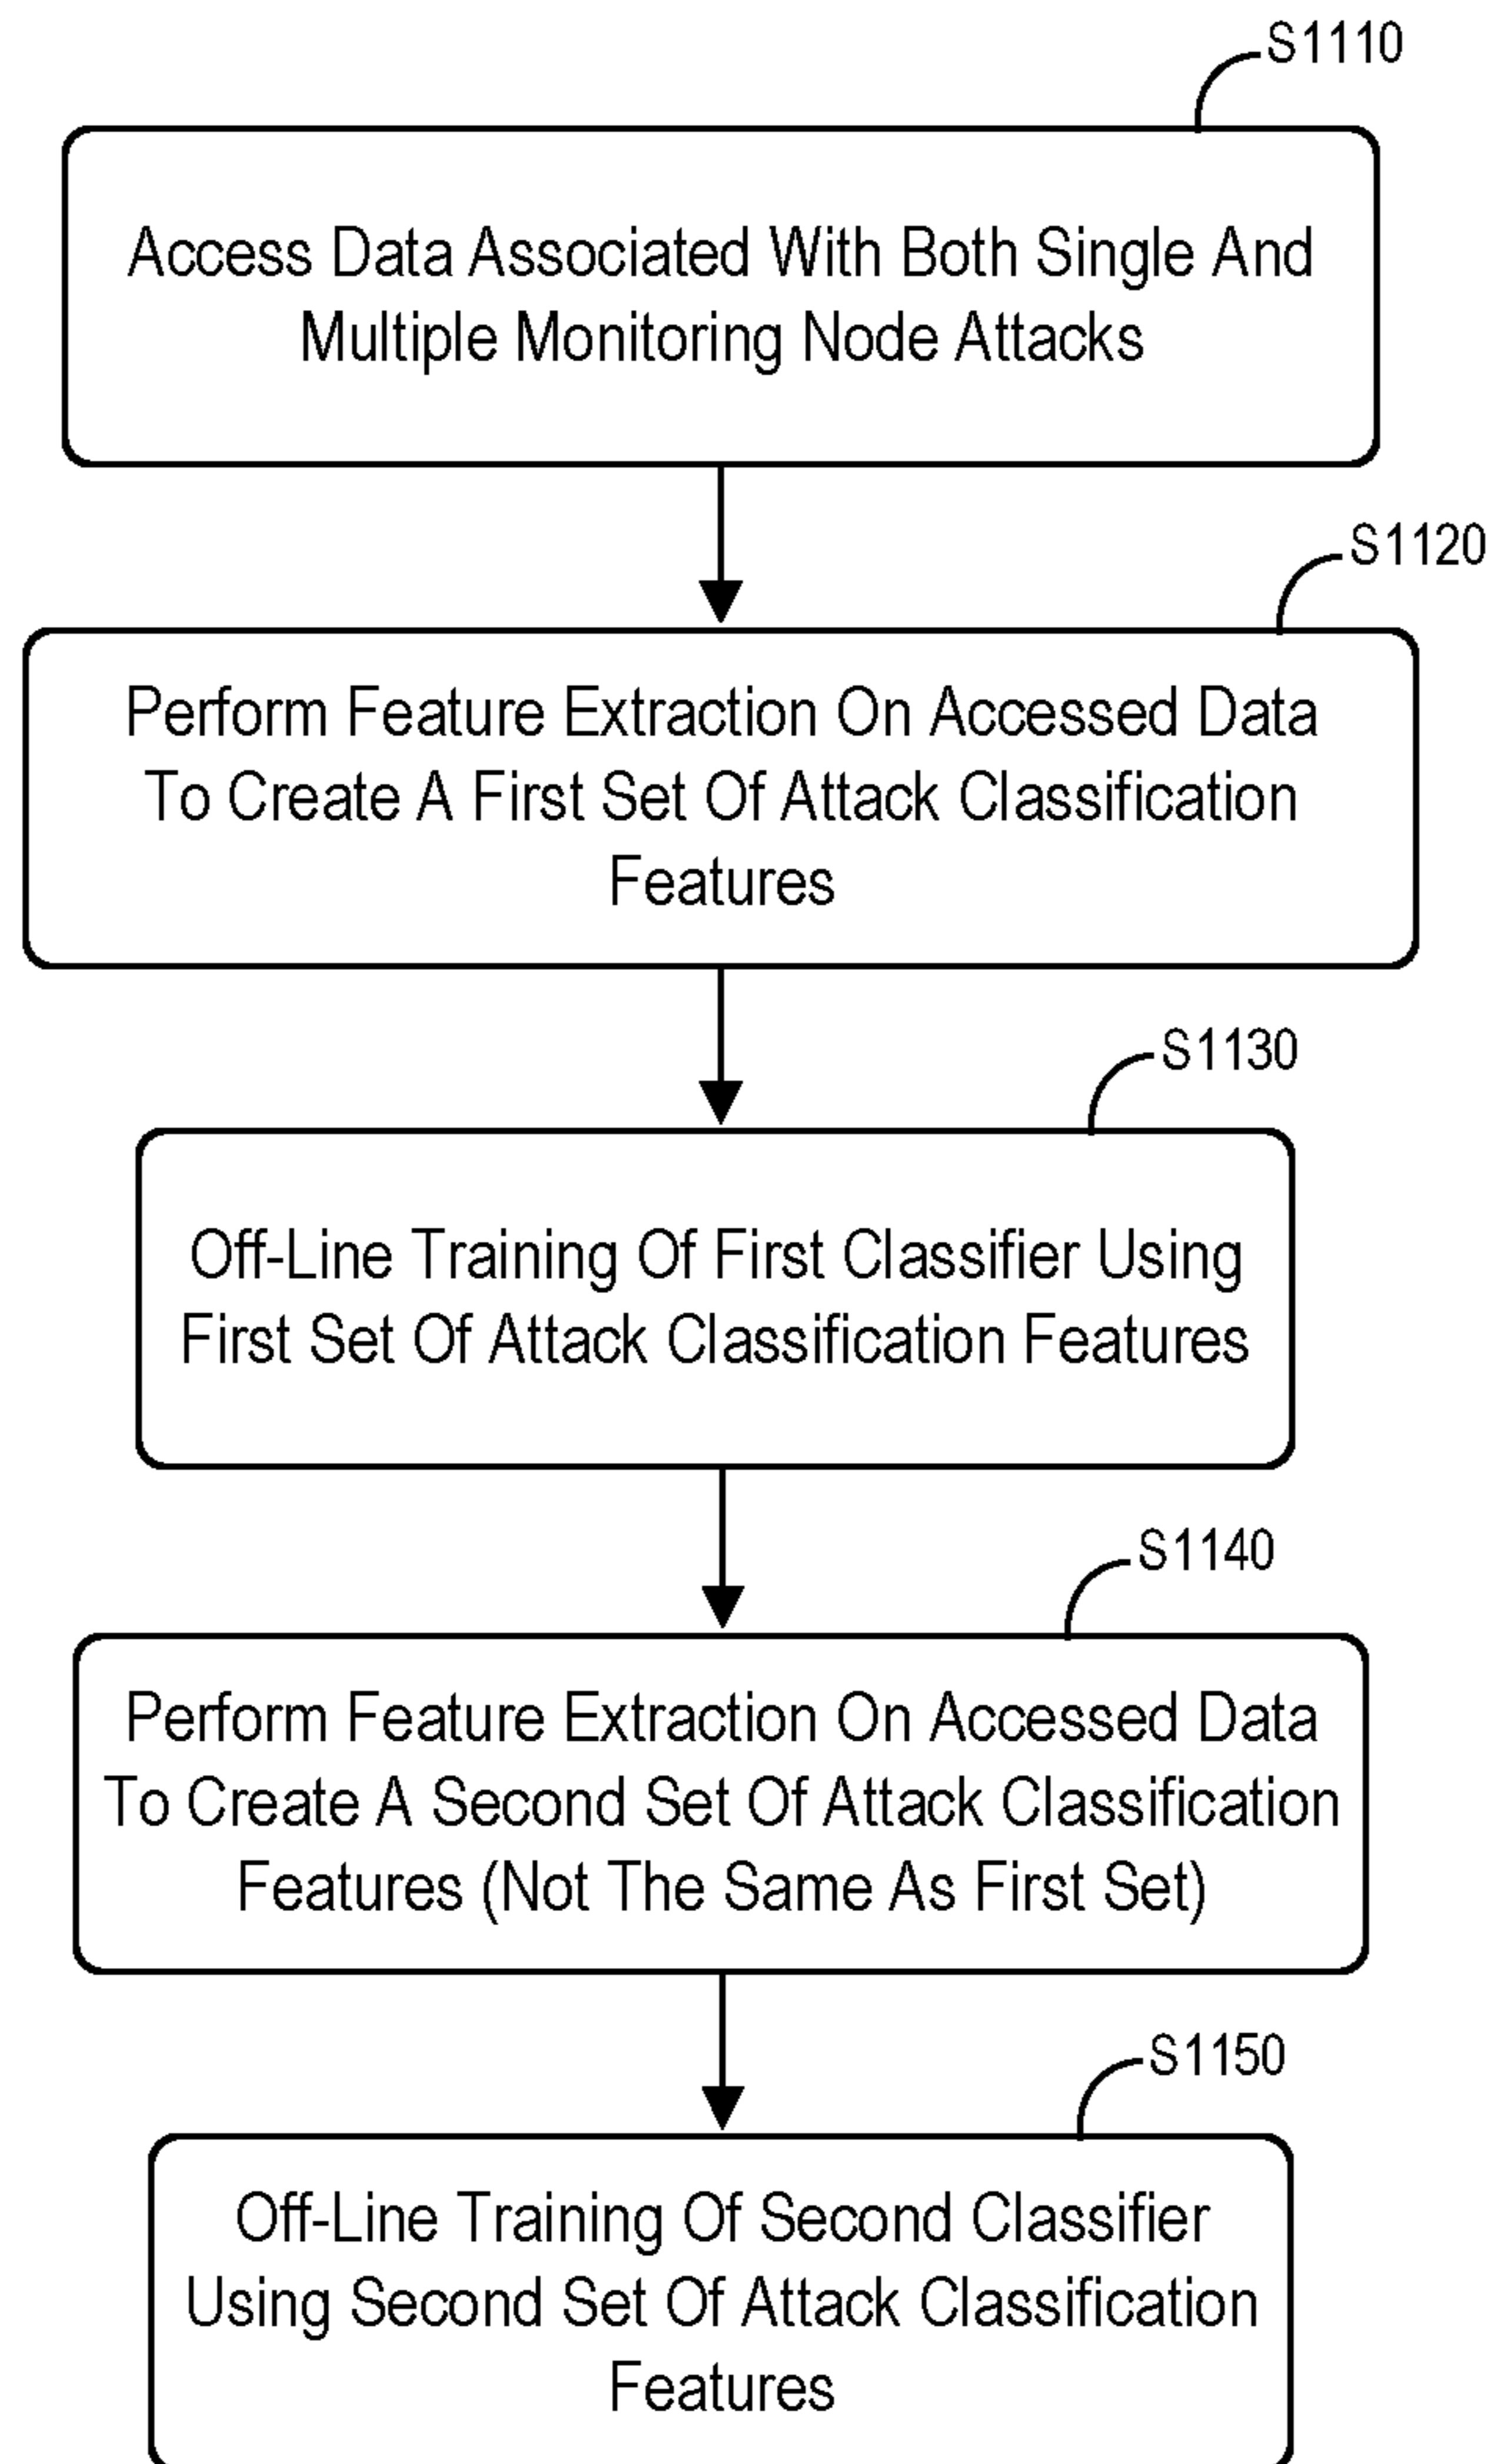 S1110
Access Data Associated With Both Single And
Multiple Monitoring Node Attacks
S1120
Perform Feature Extraction On Accessed Data
To Create A First Set Of Attack Classification
Features
S1130
Off-Line Training Of First Classifier Using
First Set Of Attack Classification Features
S1140
Perform Feature Extraction On Accessed Data
To Create A Second Set Of Attack Classification
Features (Not The Same As First Set)
S1150
Off-Line Training Of Second Classifier
Using Second Set Of Attack Classification
Features